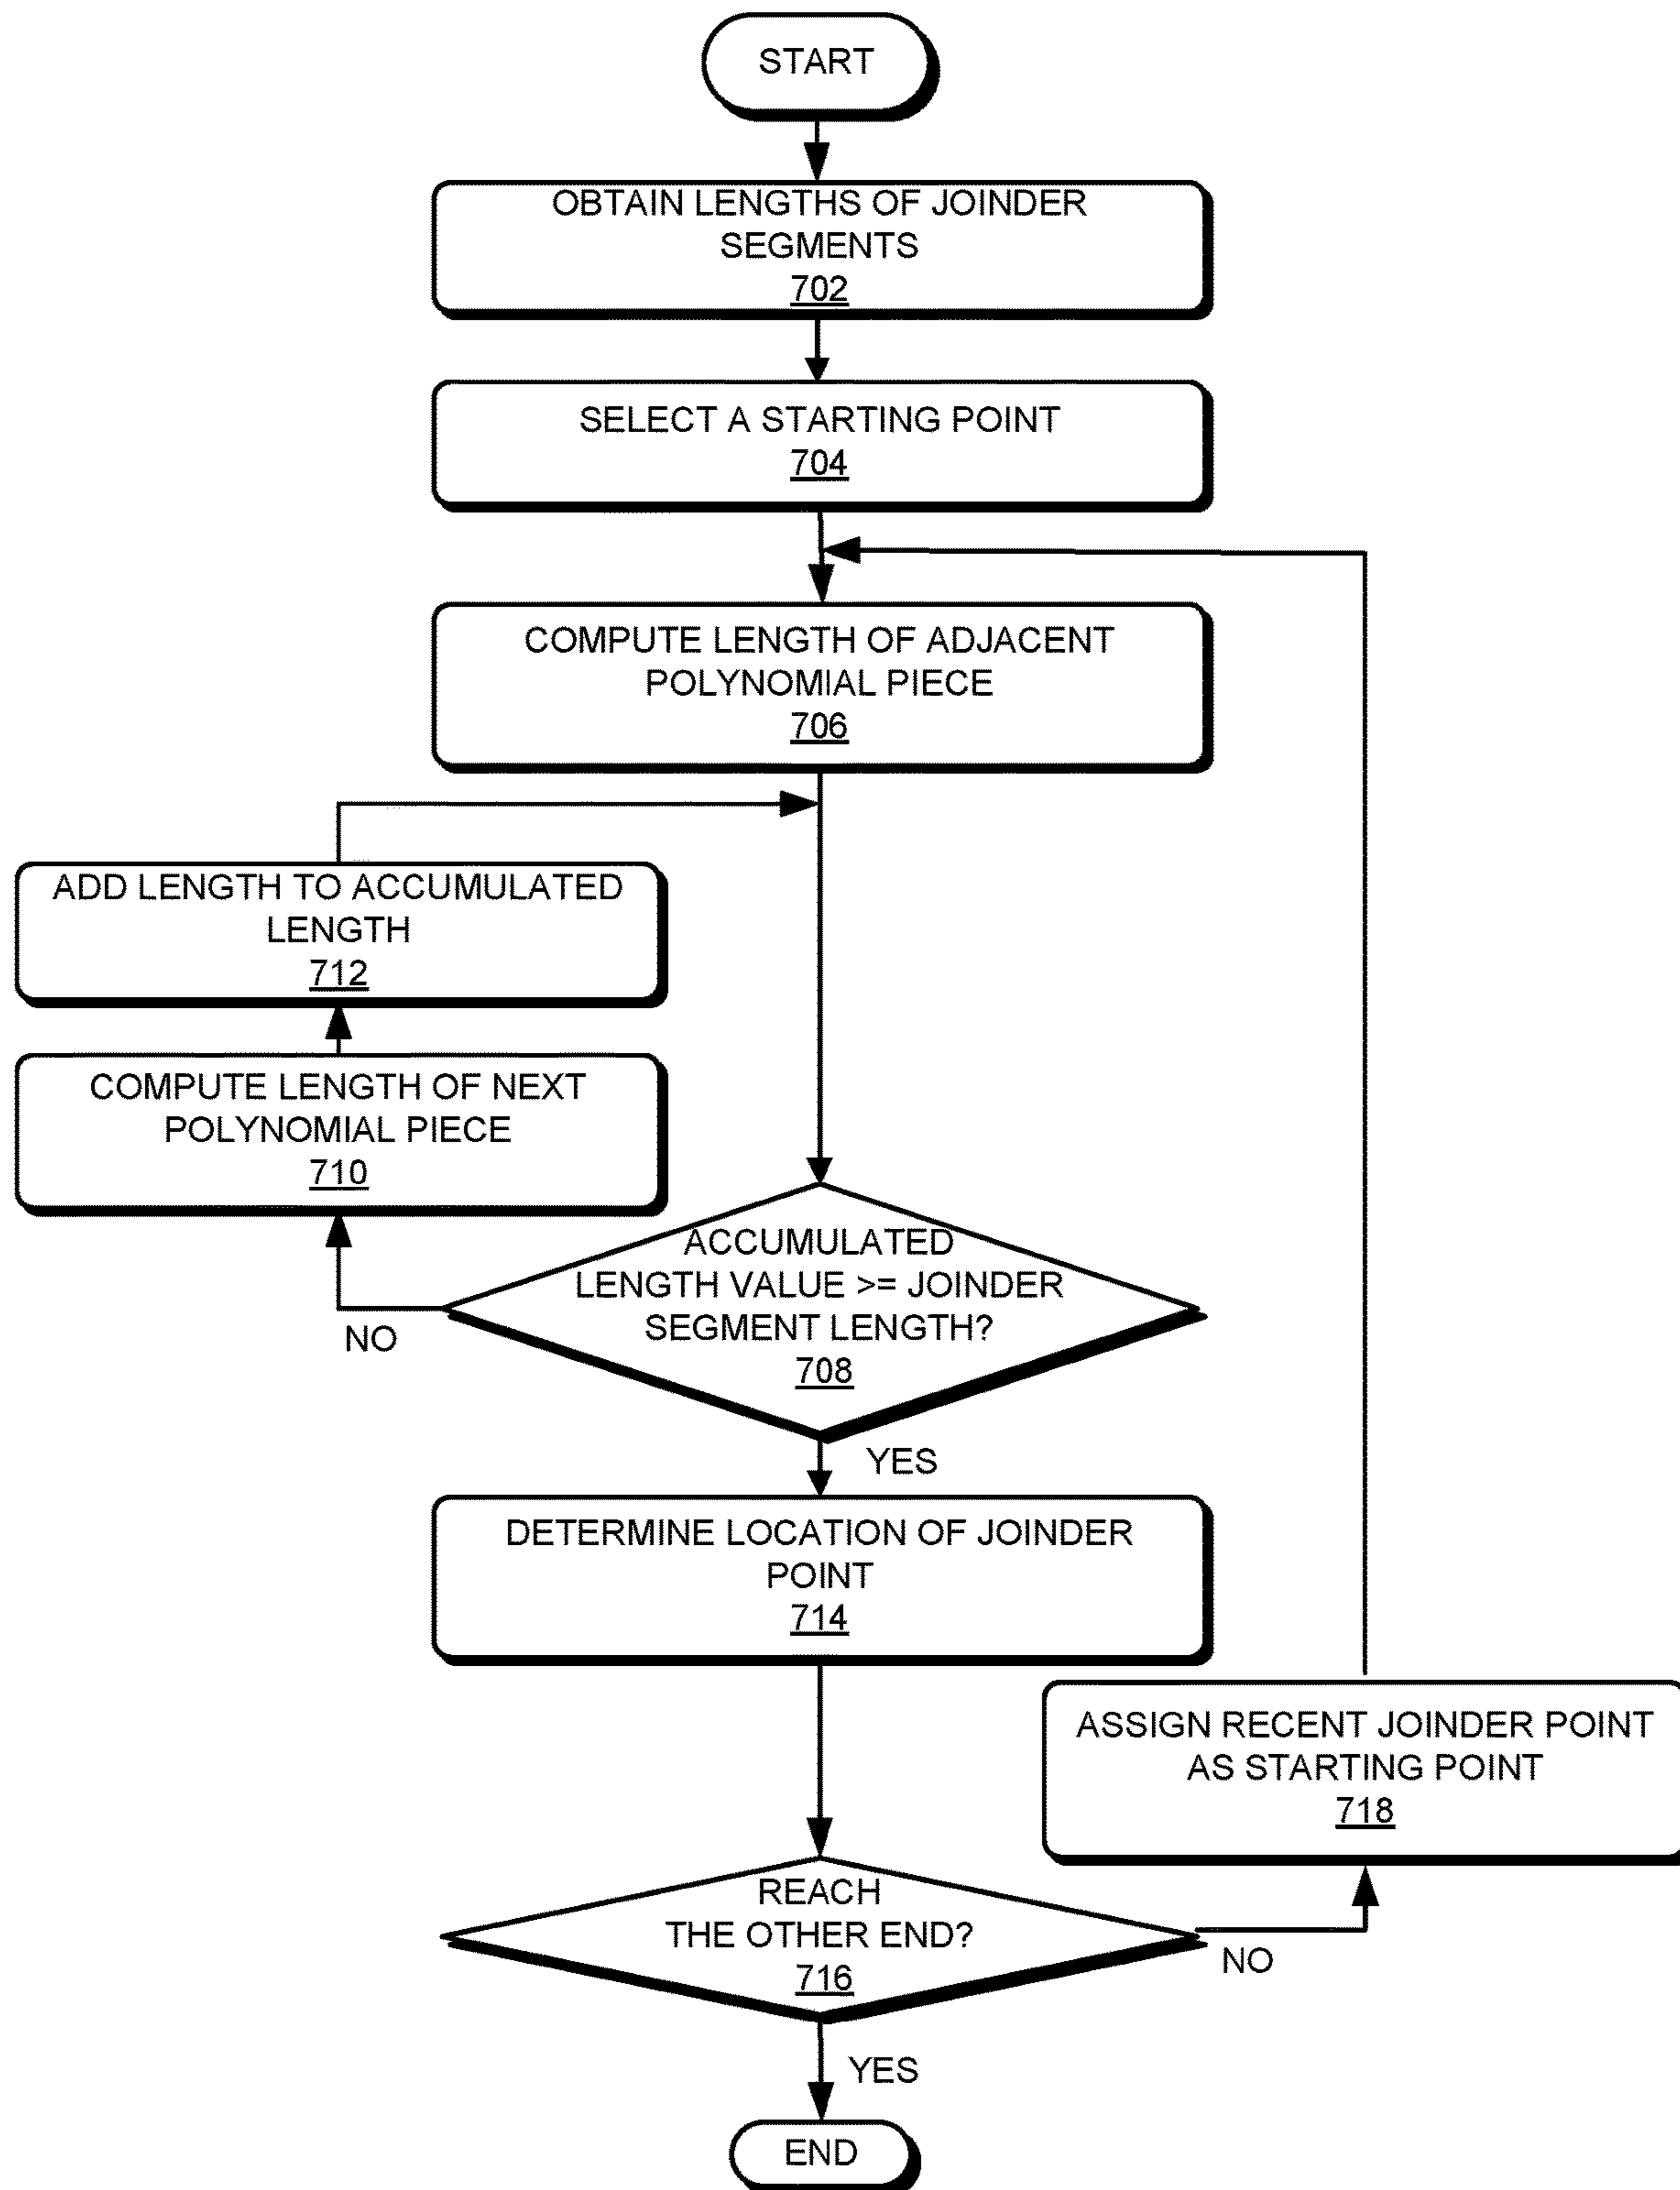 START
OBTAIN LENGTHS OF JOINDER
SEGMENTS
702
SELECT A STARTING POINT
704
COMPUTE LENGTH OF ADJACENT
POLYNOMIAL PIECE
706
ADD LENGTH TO ACCUMULATED
LENGTH
712
COMPUTE LENGTH OF NEXT
POLYNOMIAL PIECE
710
ACCUMULATED
LENGTH VALUE >= JOINDER
SEGMENT LENGTH?
708
NO
YES
DETERMINE LOCATION OF JOINDER
POINT
714
ASSIGN RECENT JOINDER POINT
AS STARTING POINT
718
REACH
THE OTHER END?
716
NO
YES
END